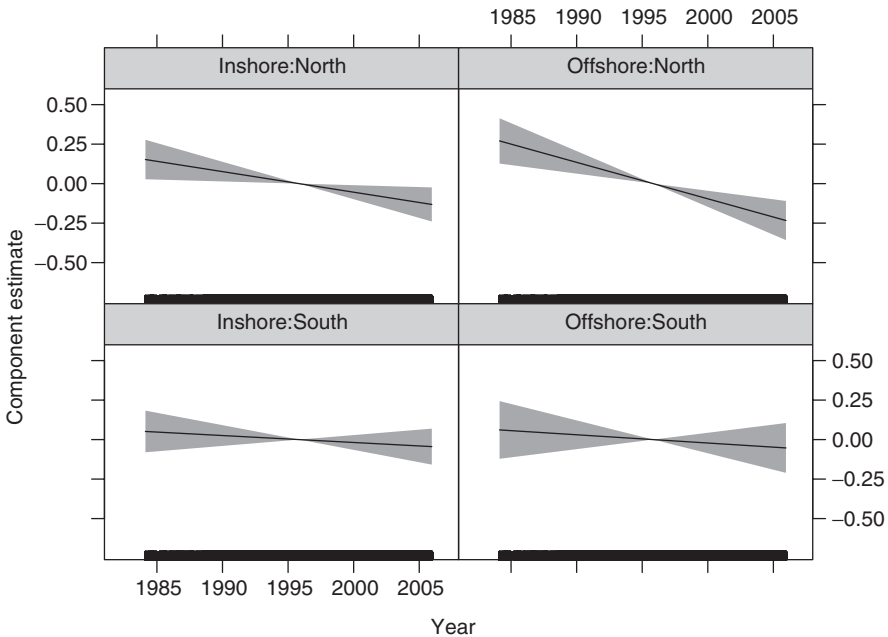 1985 1990 1995 2000 2005
Inshore:North Offshore:North
0.50
0.25
0.00
−0.25
−0.50
Component estimate
Inshore:South Offshore:South
0.50
0.25
0.00
−0.25
−0.50
1985 1990 1995 2000 2005
Year